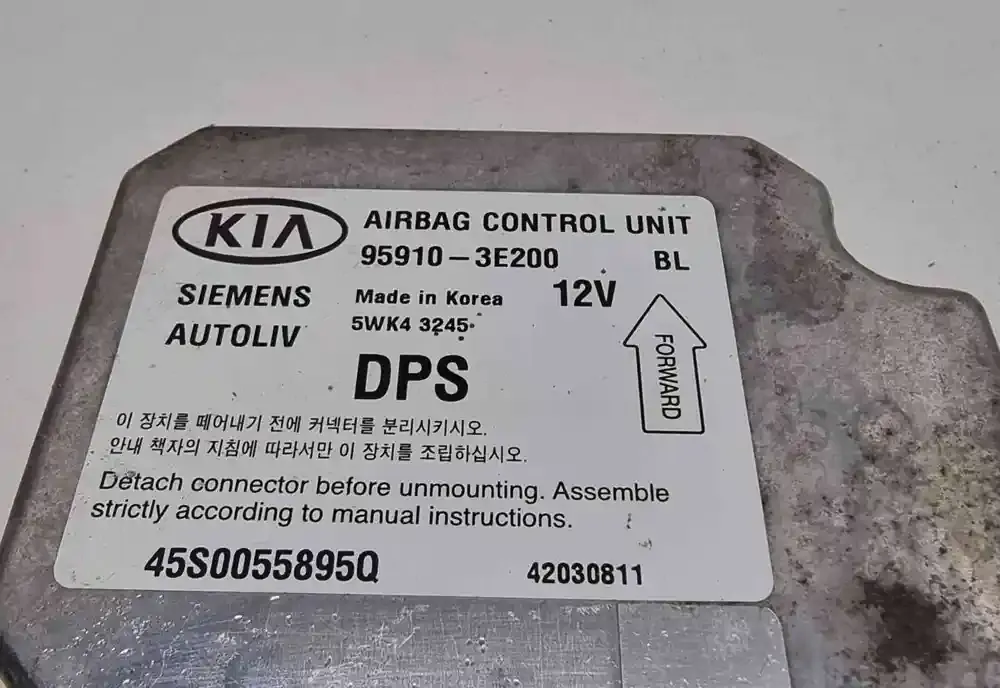 KIA AIRBAG CONTROL UNIT
95910-3E200 BL
SIEMENS Made in Korea 12V
AUTOLIV 5WK4 3245
FORWARD
DPS
이 장치를 떼어내기 전에 커넥터를 분리시키시오.
안내 책자의 지침에 따라서만 이 장치를 조립하십시오.
Detach connector before unmounting. Assemble
strictly according to manual instructions.
45S0055895Q 42030811